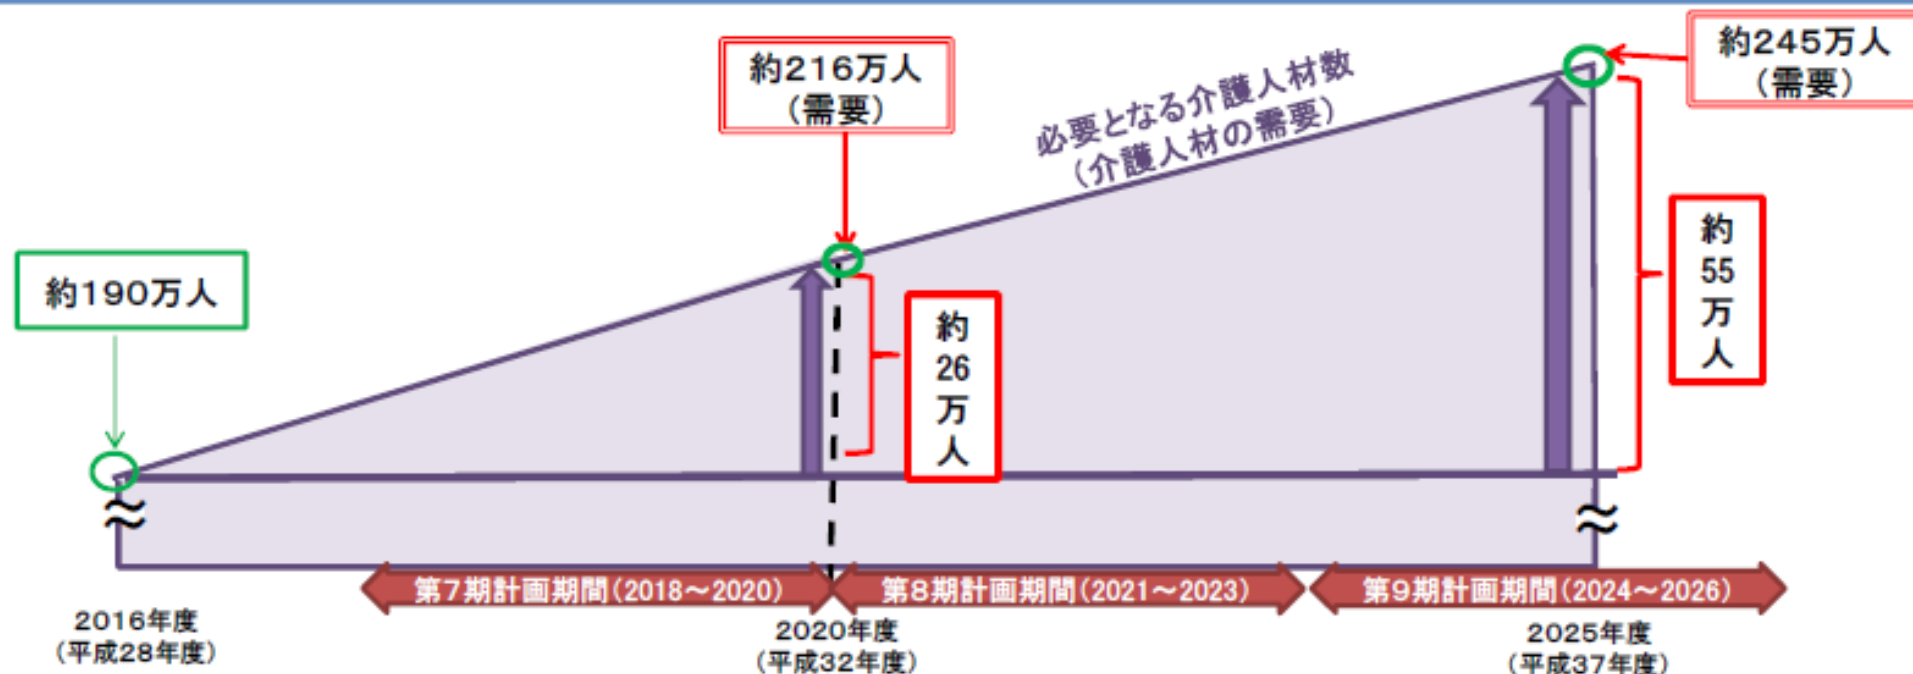 約245万人
(需要)
約216万人
(需要)
必要となる介護人材数
(介護人材の需要)
約190万人
約
26
万
人
約
55
万
人
第7期計画期間(2018～2020)
第8期計画期間(2021～2023)
第9期計画期間(2024～2026)
2016年度
(平成28年度)
2020年度
(平成32年度)
2025年度
(平成37年度)